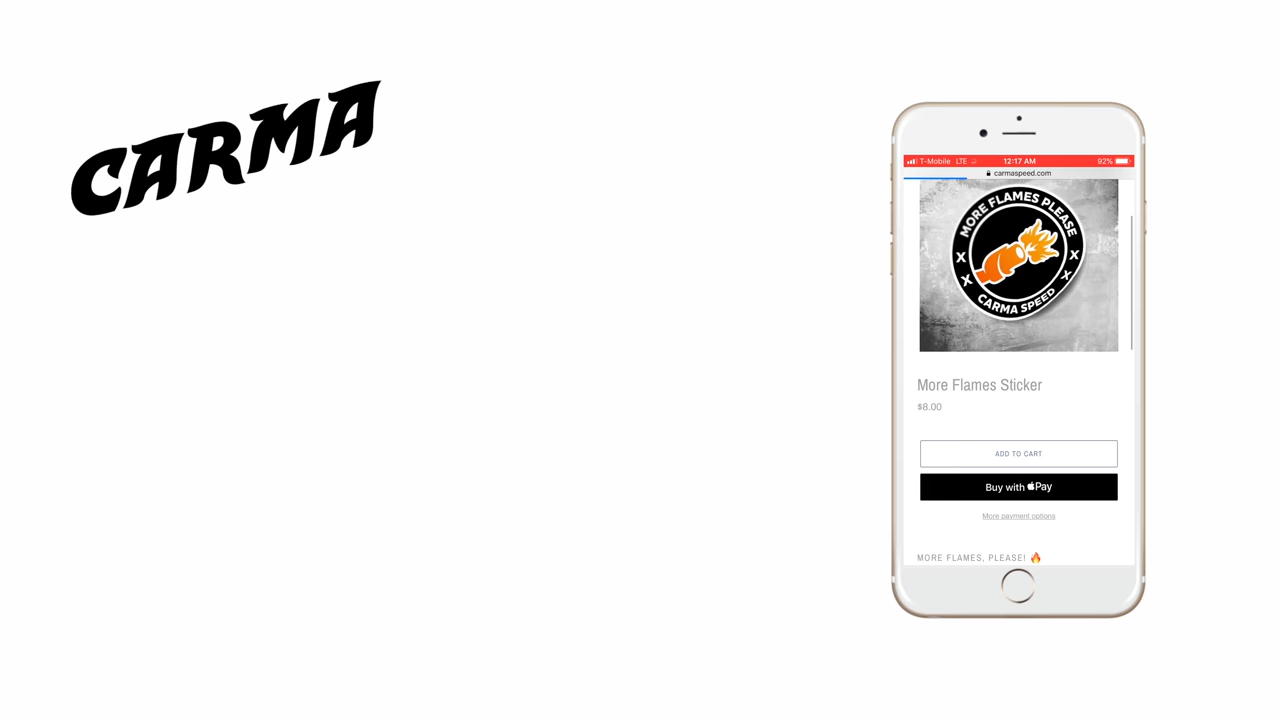 CARMA
T-Mobile LTE 12:17 AM 92%
carmaspeed.com
MORE FLAMES PLEASE
X X
X X
CARMA SPEED
More Flames Sticker
$8.00
ADD TO CART
Buy with Pay
More payment options
MORE FLAMES, PLEASE! 🔥